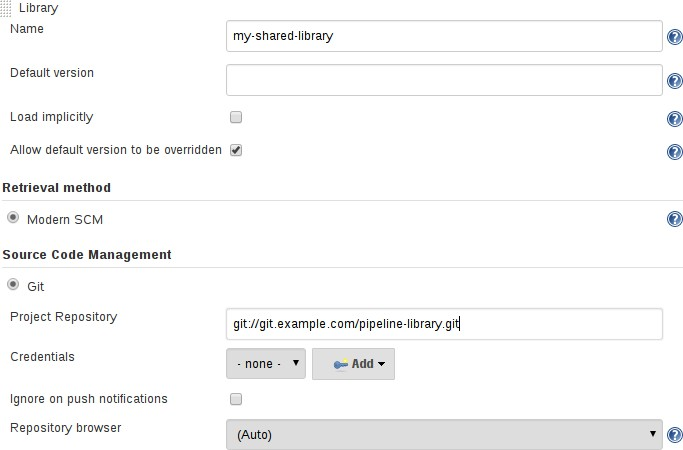 Library
Name
my-shared-library
Default version
Load implicitly
Allow default version to be overridden
Retrieval method
Modern SCM
Source Code Management
Git
Project Repository
git://git.example.com/pipeline-library.git
Credentials
- none -
Add
Ignore on push notifications
Repository browser
(Auto)